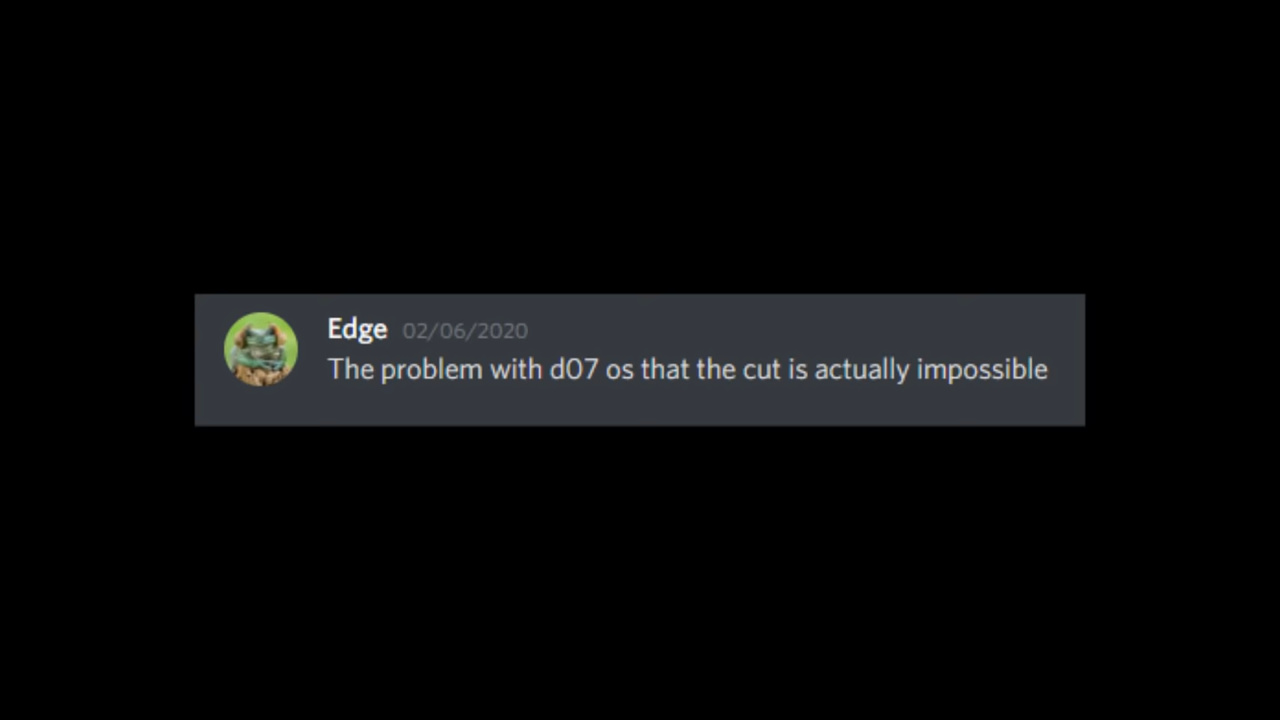 Edge 02/06/2020
The problem with d07 os that the cut is actually impossible